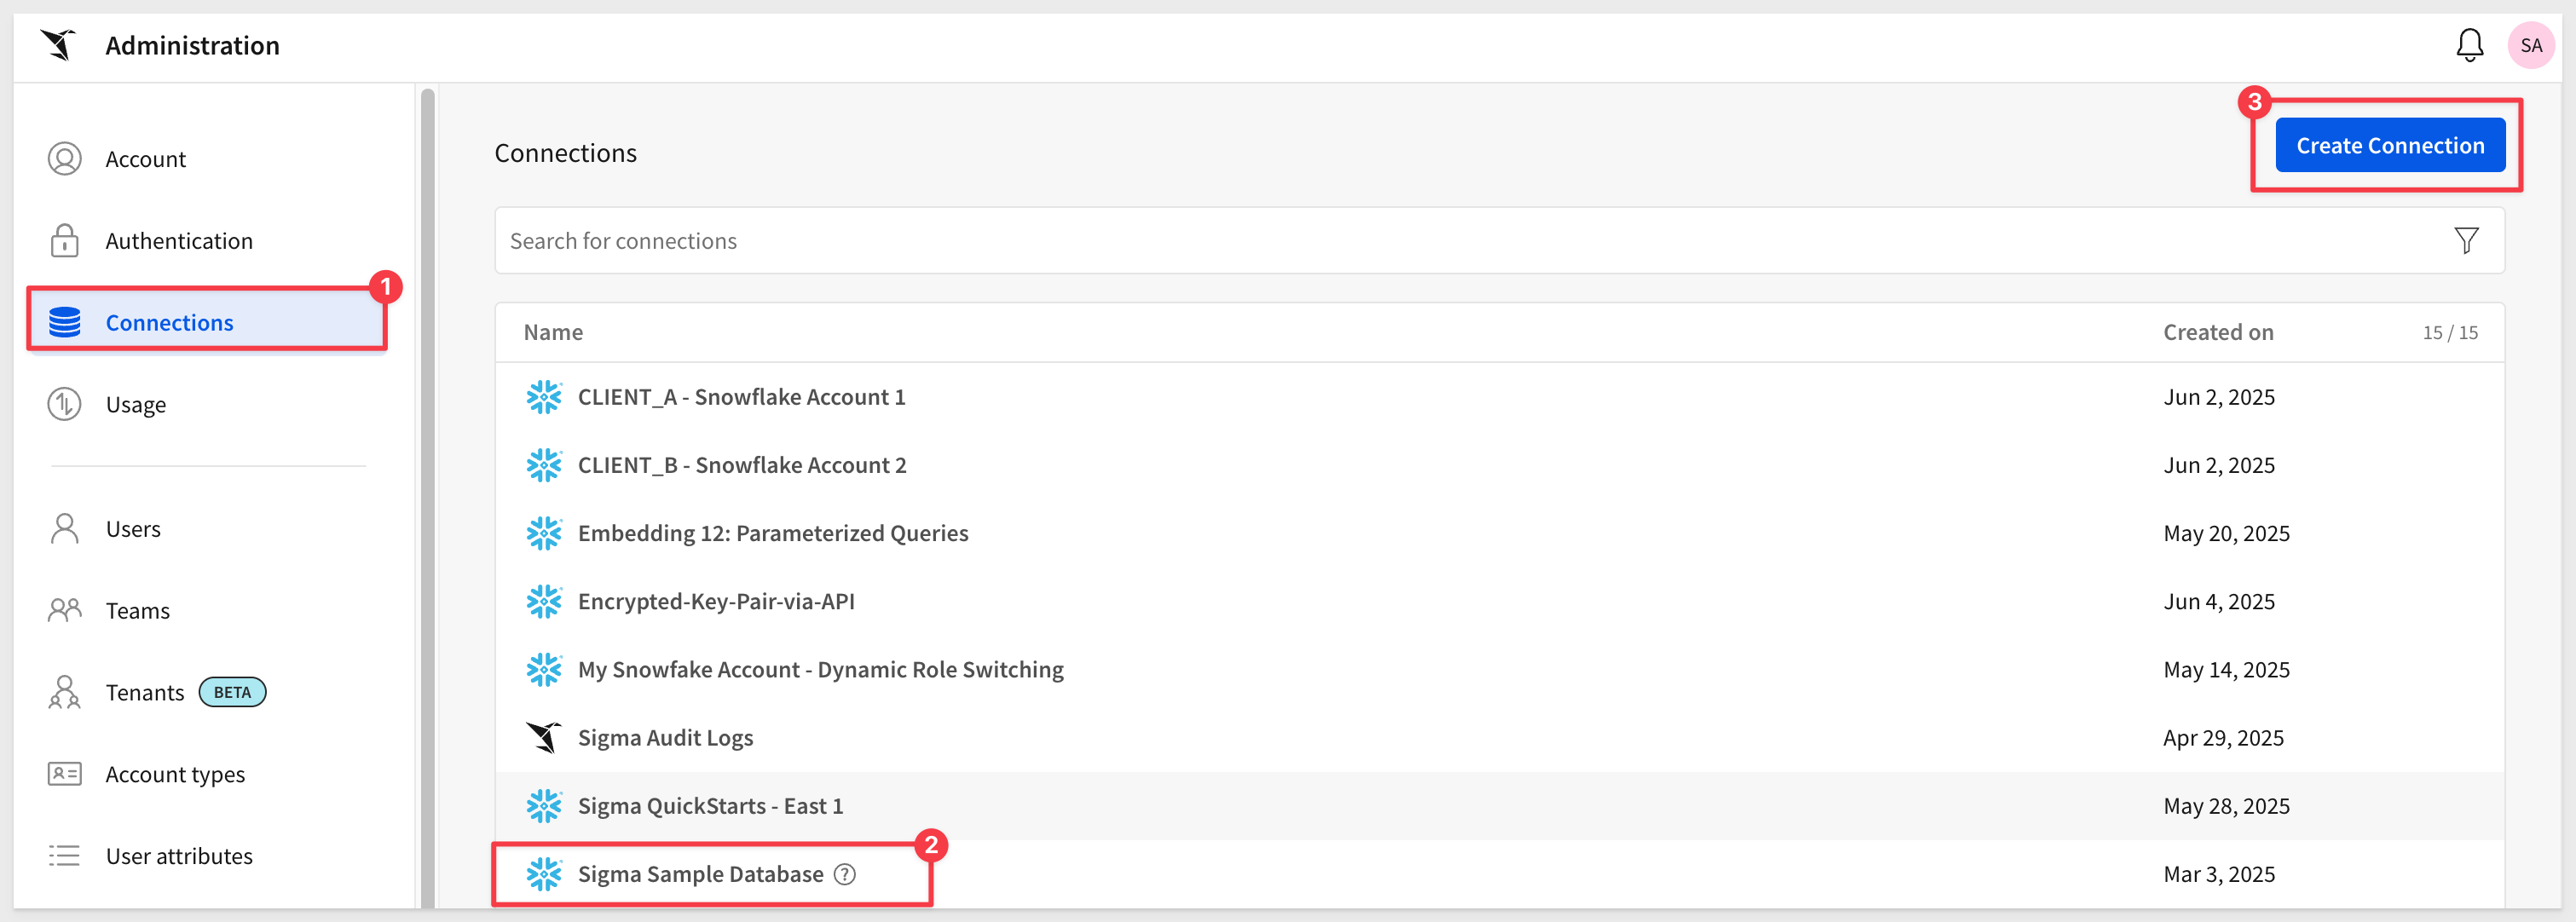 Administration
SA
Account
Authentication
1
Connections
Usage
Users
Teams
Tenants BETA
Account types
User attributes
3
Connections
Create Connection
Search for connections
Name Created on 15 / 15
CLIENT_A - Snowflake Account 1 Jun 2, 2025
CLIENT_B - Snowflake Account 2 Jun 2, 2025
Embedding 12: Parameterized Queries May 20, 2025
Encrypted-Key-Pair-via-API Jun 4, 2025
My Snowfake Account - Dynamic Role Switching May 14, 2025
Sigma Audit Logs Apr 29, 2025
Sigma QuickStarts - East 1 May 28, 2025
2
Sigma Sample Database ? Mar 3, 2025